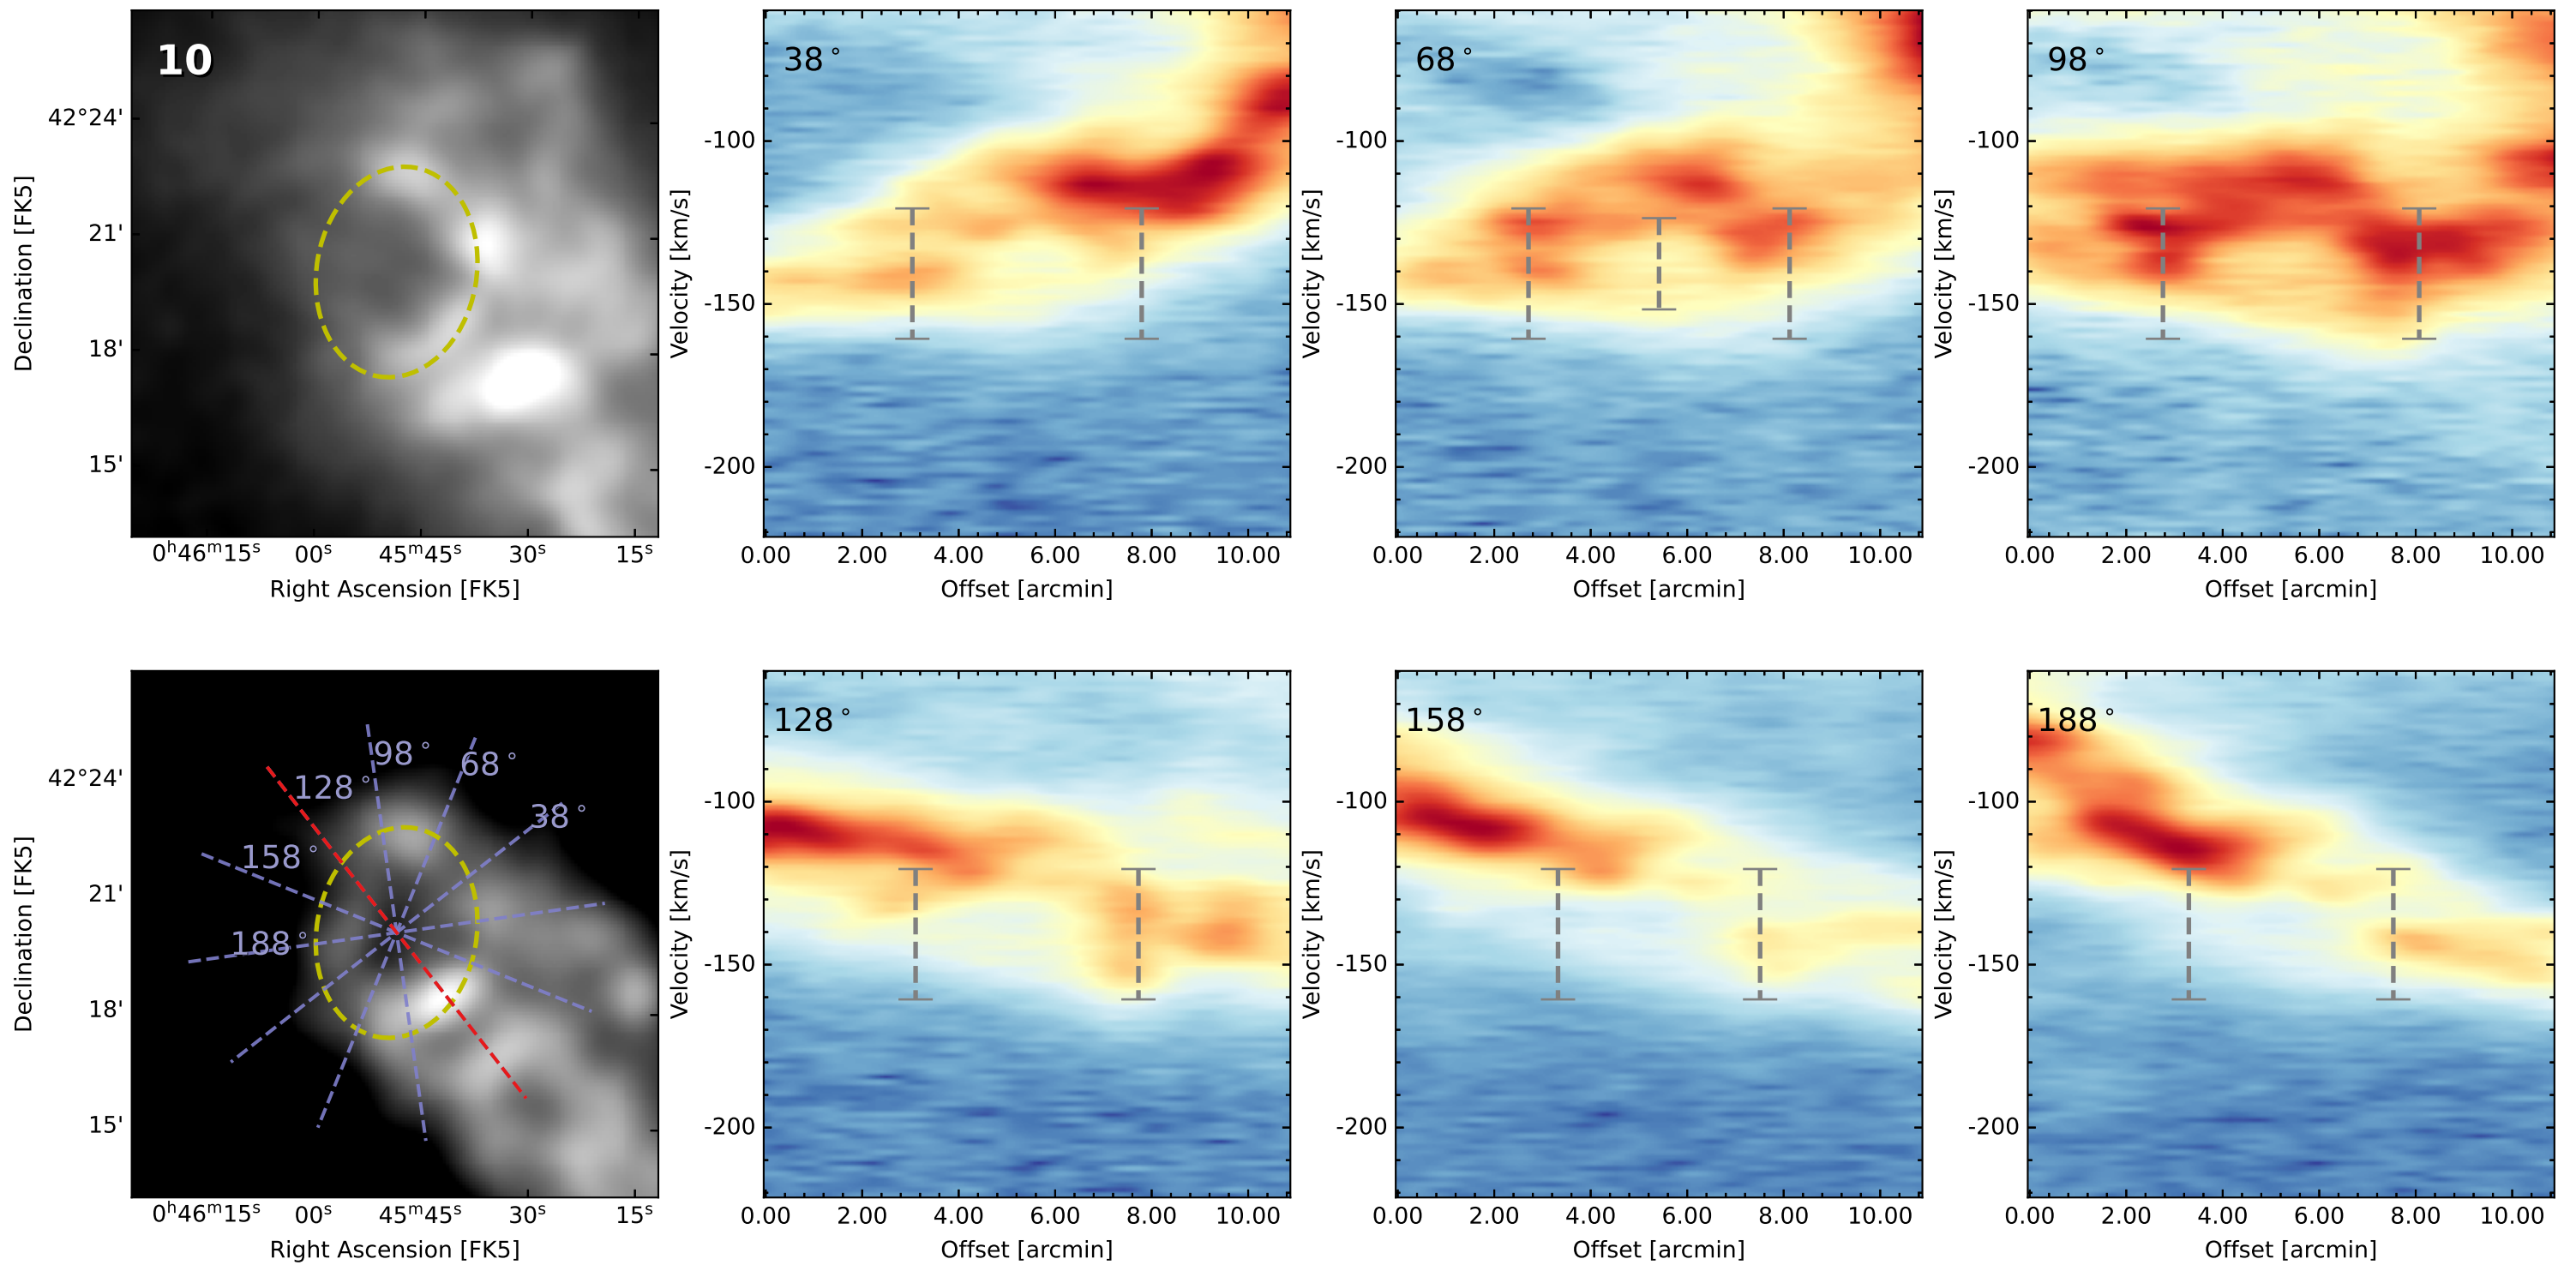 10
42°24'
21'
18'
15'
Declination [FK5]
0ʰ46ᵐ15ˢ 00ˢ 45ᵐ45ˢ 30ˢ 15ˢ
Right Ascension [FK5]
38°
-100
-150
-200
Velocity [km/s]
0.00 2.00 4.00 6.00 8.00 10.00
Offset [arcmin]
68°
-100
-150
-200
Velocity [km/s]
0.00 2.00 4.00 6.00 8.00 10.00
Offset [arcmin]
98°
-100
-150
-200
Velocity [km/s]
0.00 2.00 4.00 6.00 8.00 10.00
Offset [arcmin]
98°
68°
128°
38°
158°
188°
42°24'
21'
18'
15'
Declination [FK5]
0ʰ46ᵐ15ˢ 00ˢ 45ᵐ45ˢ 30ˢ 15ˢ
Right Ascension [FK5]
128°
-100
-150
-200
Velocity [km/s]
0.00 2.00 4.00 6.00 8.00 10.00
Offset [arcmin]
158°
-100
-150
-200
Velocity [km/s]
0.00 2.00 4.00 6.00 8.00 10.00
Offset [arcmin]
188°
-100
-150
-200
Velocity [km/s]
0.00 2.00 4.00 6.00 8.00 10.00
Offset [arcmin]